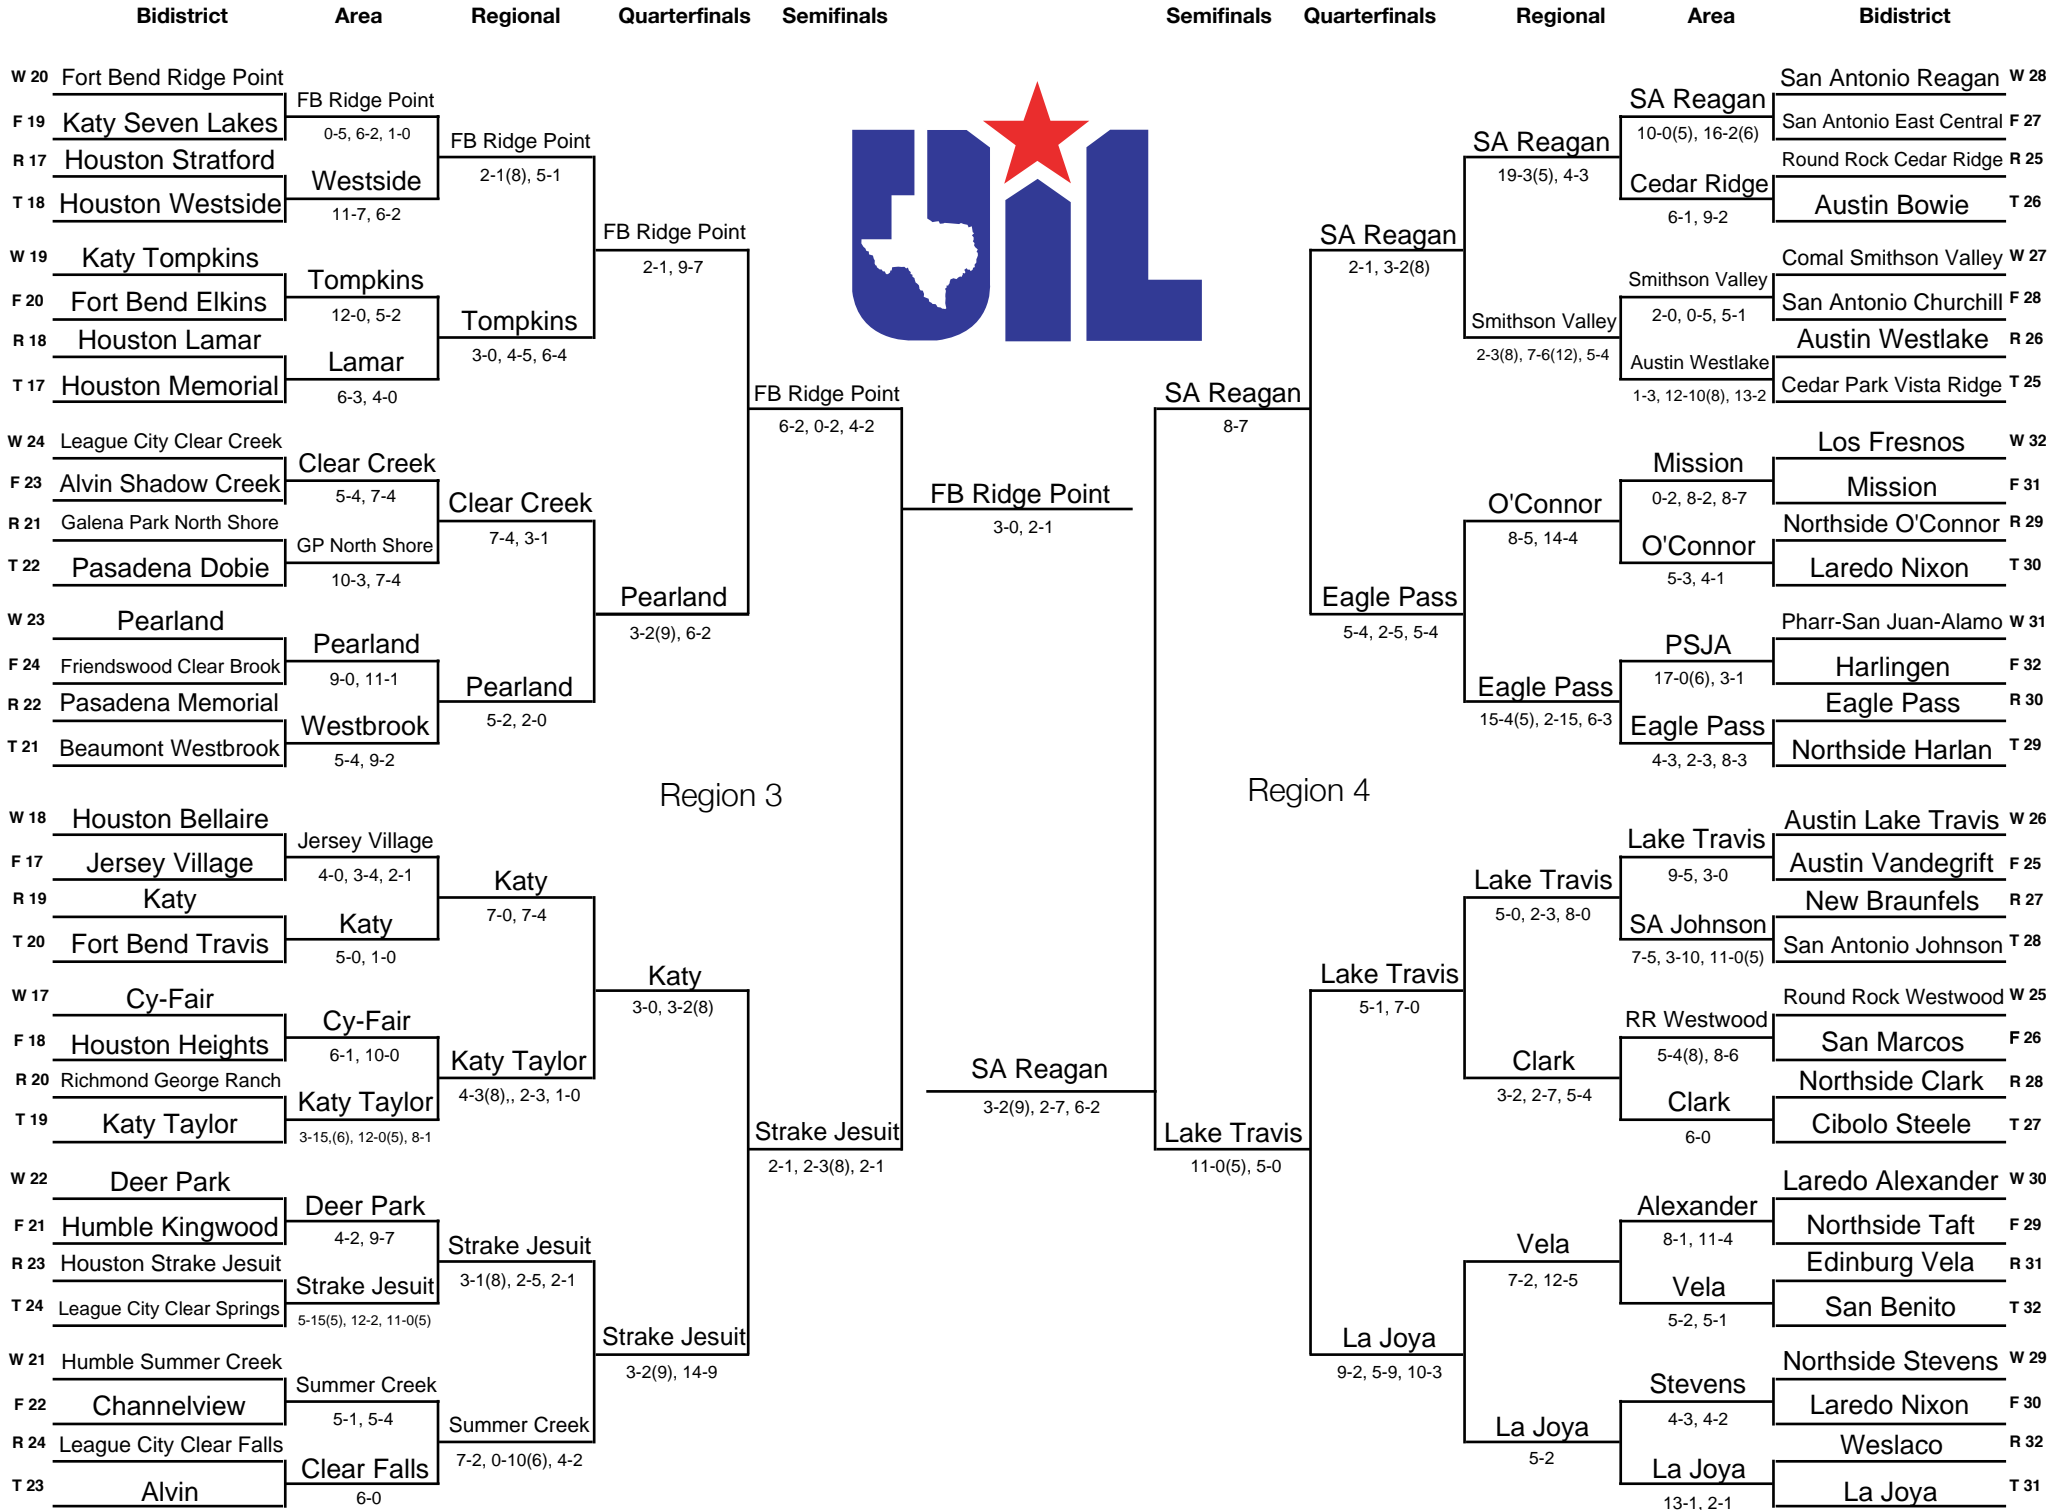 Bidistrict Area Regional Quarterfinals Semifinals Semifinals Quarterfinals Regional Area Bidistrict
W 20 Fort Bend Ridge Point
FB Ridge Point
0-5, 6-2, 1-0
F 19 Katy Seven Lakes
FB Ridge Point
2-1(8), 5-1
R 17 Houston Stratford
Westside
11-7, 6-2
T 18 Houston Westside
FB Ridge Point
2-1, 9-7
W 19 Katy Tompkins
Tompkins
12-0, 5-2
F 20 Fort Bend Elkins
Tompkins
3-0, 4-5, 6-4
R 18 Houston Lamar
Lamar
6-3, 4-0
T 17 Houston Memorial
FB Ridge Point
6-2, 0-2, 4-2
W 24 League City Clear Creek
Clear Creek
5-4, 7-4
F 23 Alvin Shadow Creek
Clear Creek
7-4, 3-1
R 21 Galena Park North Shore
GP North Shore
10-3, 7-4
T 22 Pasadena Dobie
Pearland
3-2(9), 6-2
W 23 Pearland
Pearland
9-0, 11-1
F 24 Friendswood Clear Brook
Pearland
5-2, 2-0
R 22 Pasadena Memorial
Westbrook
5-4, 9-2
T 21 Beaumont Westbrook
FB Ridge Point
3-0, 2-1
Region 3
W 18 Houston Bellaire
Jersey Village
4-0, 3-4, 2-1
F 17 Jersey Village
Katy
7-0, 7-4
R 19 Katy
Katy
5-0, 1-0
T 20 Fort Bend Travis
Katy
3-0, 3-2(8)
W 17 Cy-Fair
Cy-Fair
6-1, 10-0
F 18 Houston Heights
Katy Taylor
4-3(8),, 2-3, 1-0
R 20 Richmond George Ranch
Katy Taylor
3-15,(6), 12-0(5), 8-1
T 19 Katy Taylor
Strake Jesuit
2-1, 2-3(8), 2-1
W 22 Deer Park
Deer Park
4-2, 9-7
F 21 Humble Kingwood
Strake Jesuit
3-1(8), 2-5, 2-1
R 23 Houston Strake Jesuit
Strake Jesuit
5-15(5), 12-2, 11-0(5)
T 24 League City Clear Springs
Strake Jesuit
3-2(9), 14-9
W 21 Humble Summer Creek
Summer Creek
5-1, 5-4
F 22 Channelview
Summer Creek
7-2, 0-10(6), 4-2
R 24 League City Clear Falls
Clear Falls
6-0
T 23 Alvin
UIL
San Antonio Reagan W 28
SA Reagan
10-0(5), 16-2(6)
San Antonio East Central F 27
SA Reagan
19-3(5), 4-3
Round Rock Cedar Ridge R 25
Cedar Ridge
6-1, 9-2
Austin Bowie T 26
SA Reagan
2-1, 3-2(8)
Comal Smithson Valley W 27
Smithson Valley
2-0, 0-5, 5-1
San Antonio Churchill F 28
Smithson Valley
2-3(8), 7-6(12), 5-4
Austin Westlake R 26
Austin Westlake
1-3, 12-10(8), 13-2
Cedar Park Vista Ridge T 25
SA Reagan
8-7
Los Fresnos W 32
Mission
0-2, 8-2, 8-7
Mission F 31
O'Connor
8-5, 14-4
Northside O'Connor R 29
O'Connor
5-3, 4-1
Laredo Nixon T 30
Eagle Pass
5-4, 2-5, 5-4
Pharr-San Juan-Alamo W 31
PSJA
17-0(6), 3-1
Harlingen F 32
Eagle Pass
15-4(5), 2-15, 6-3
Eagle Pass R 30
Eagle Pass
4-3, 2-3, 8-3
Northside Harlan T 29
Region 4
SA Reagan
3-2(9), 2-7, 6-2
Austin Lake Travis W 26
Lake Travis
9-5, 3-0
Austin Vandegrift F 25
Lake Travis
5-0, 2-3, 8-0
New Braunfels R 27
SA Johnson
7-5, 3-10, 11-0(5)
San Antonio Johnson T 28
Lake Travis
5-1, 7-0
Round Rock Westwood W 25
RR Westwood
5-4(8), 8-6
San Marcos F 26
Clark
3-2, 2-7, 5-4
Northside Clark R 28
Clark
6-0
Cibolo Steele T 27
Lake Travis
11-0(5), 5-0
Laredo Alexander W 30
Alexander
8-1, 11-4
Northside Taft F 29
Vela
7-2, 12-5
Edinburg Vela R 31
Vela
5-2, 5-1
San Benito T 32
La Joya
9-2, 5-9, 10-3
Northside Stevens W 29
Stevens
4-3, 4-2
Laredo Nixon F 30
La Joya
5-2
Weslaco R 32
La Joya
13-1, 2-1
La Joya T 31